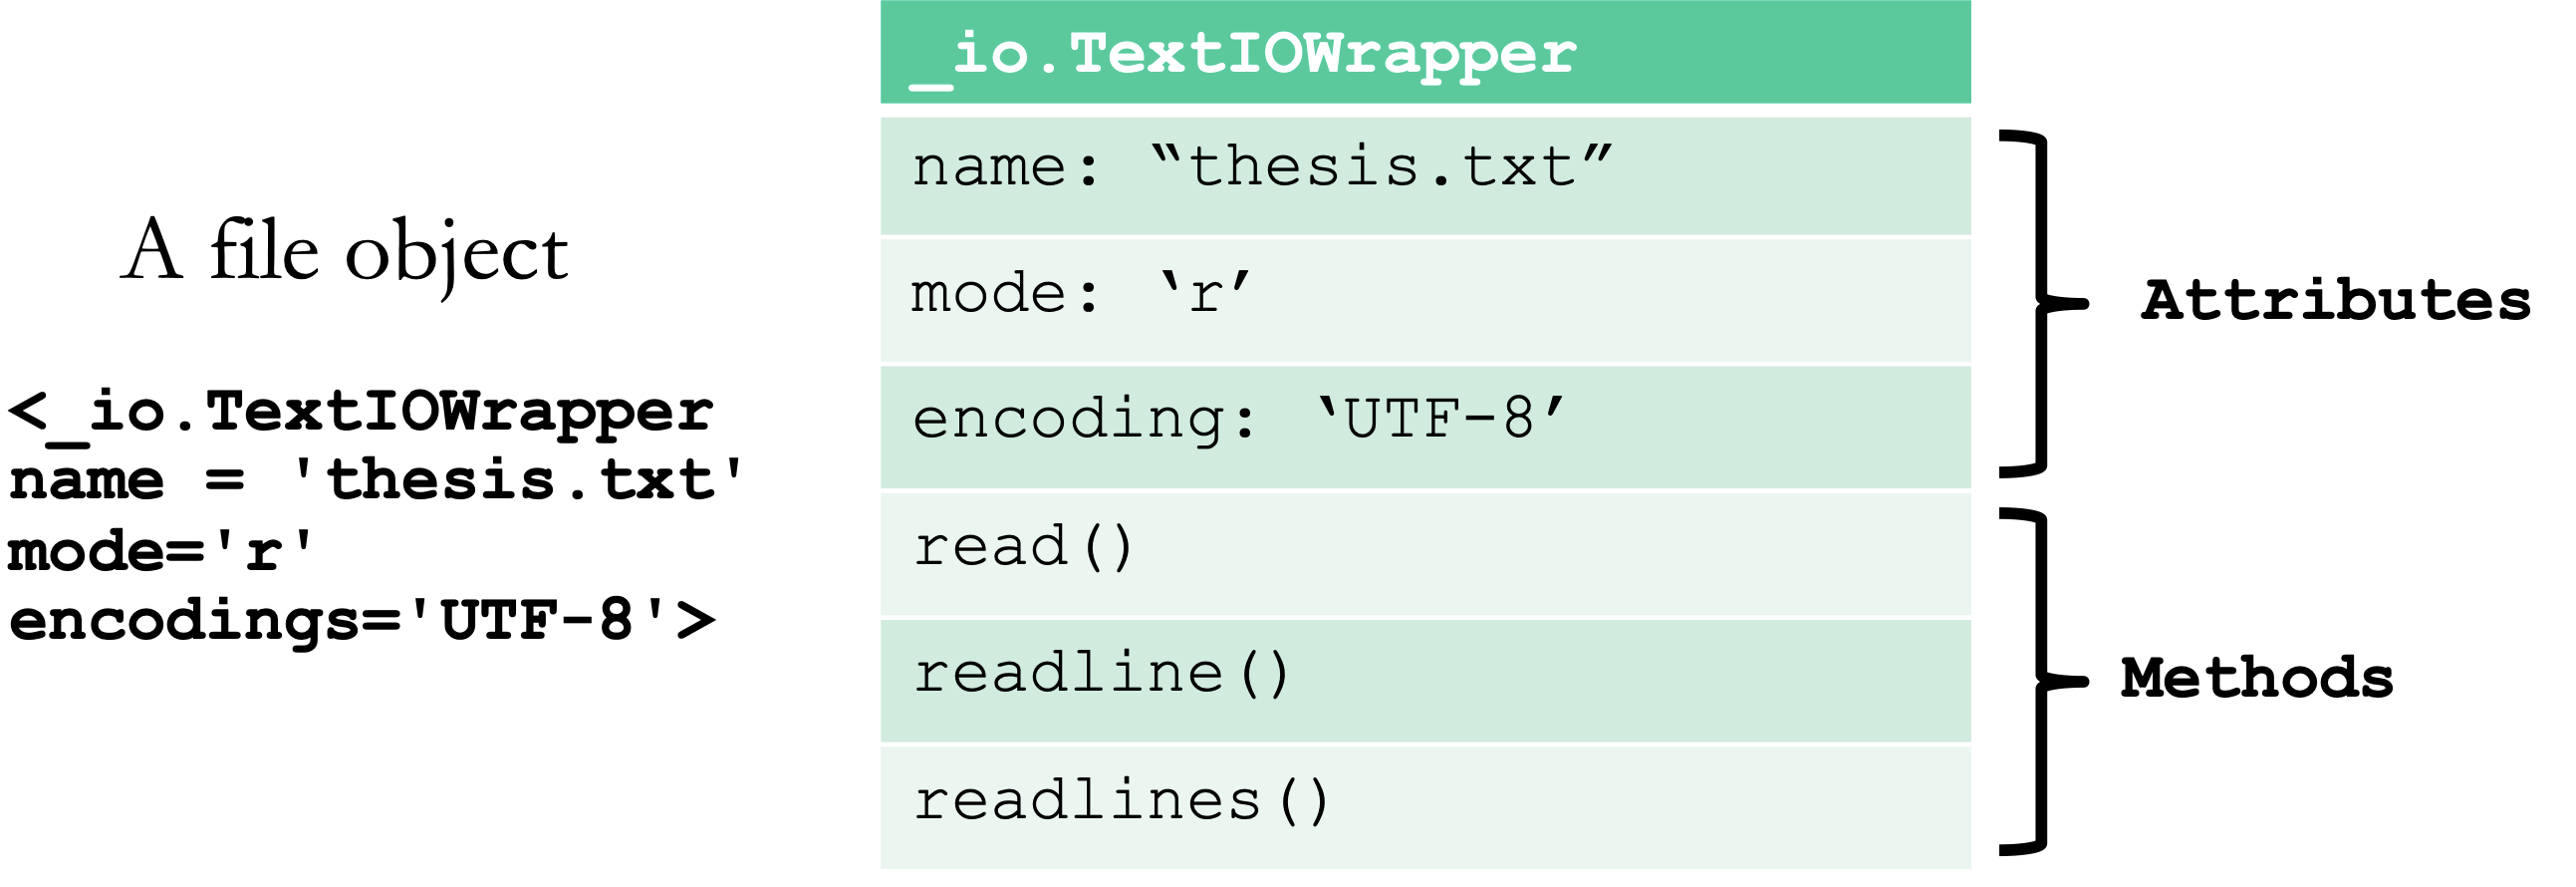 A file object
<_io.TextIOWrapper
name = 'thesis.txt'
mode='r'
encodings='UTF-8'>
_io.TextIOWrapper
name: “thesis.txt”
mode: ‘r’
encoding: ‘UTF-8’
read()
readline()
readlines()
Attributes
Methods